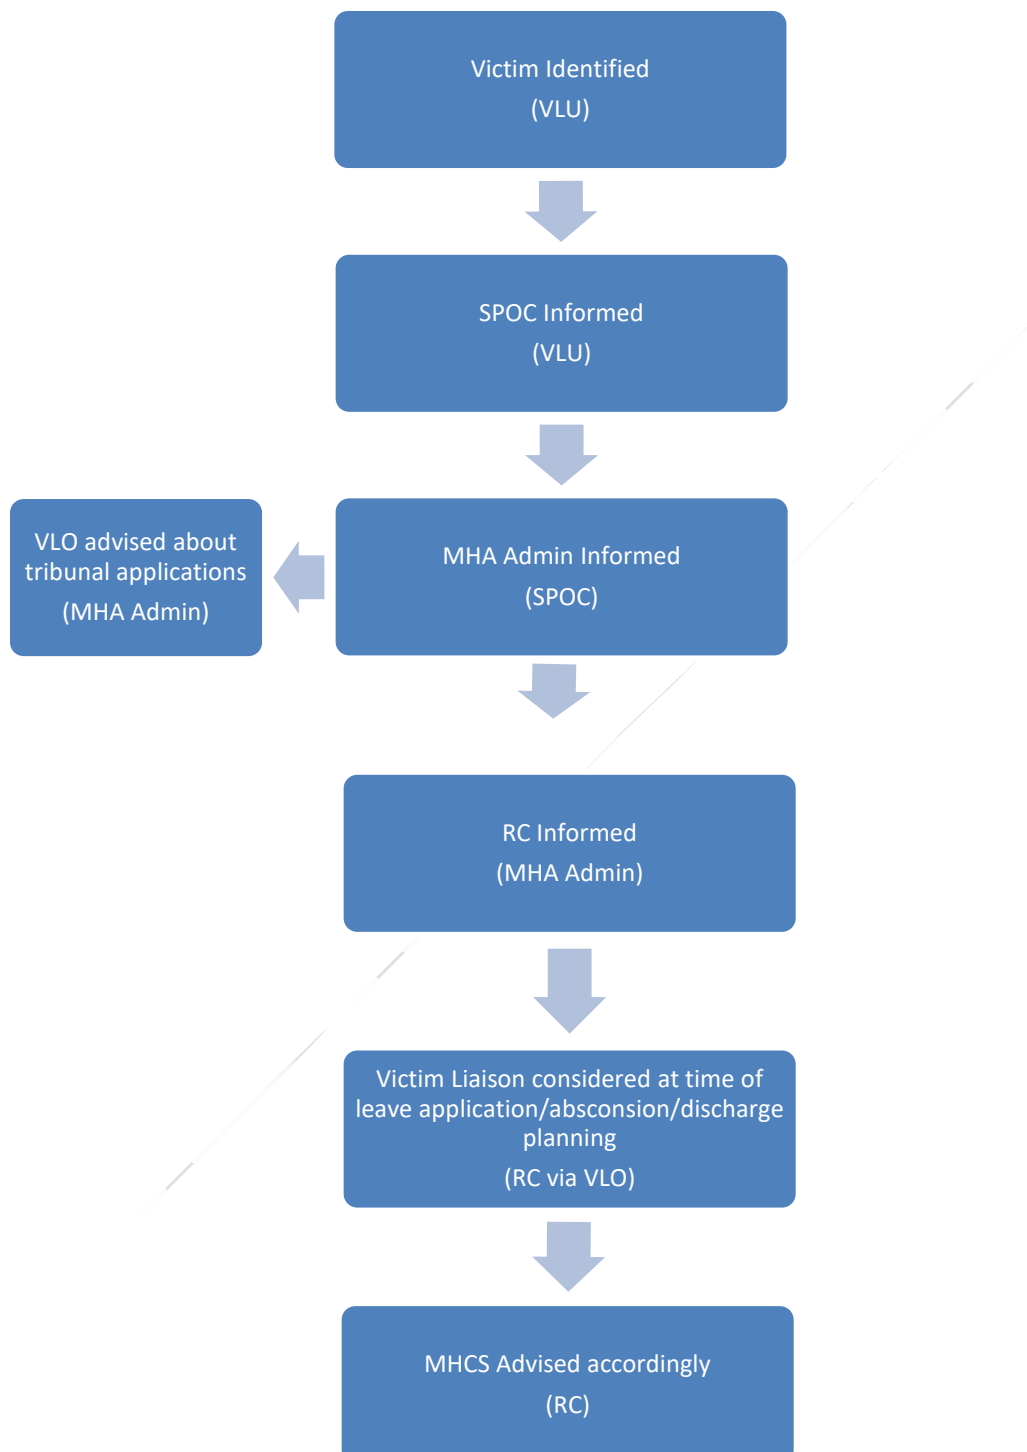 Victim Identified
(VLU)
SPOC Informed
(VLU)
VLO advised about
tribunal applications
(MHA Admin)
MHA Admin Informed
(SPOC)
RC Informed
(MHA Admin)
Victim Liaison considered at time of
leave application/absconsion/discharge
planning
(RC via VLO)
MHCS Advised accordingly
(RC)